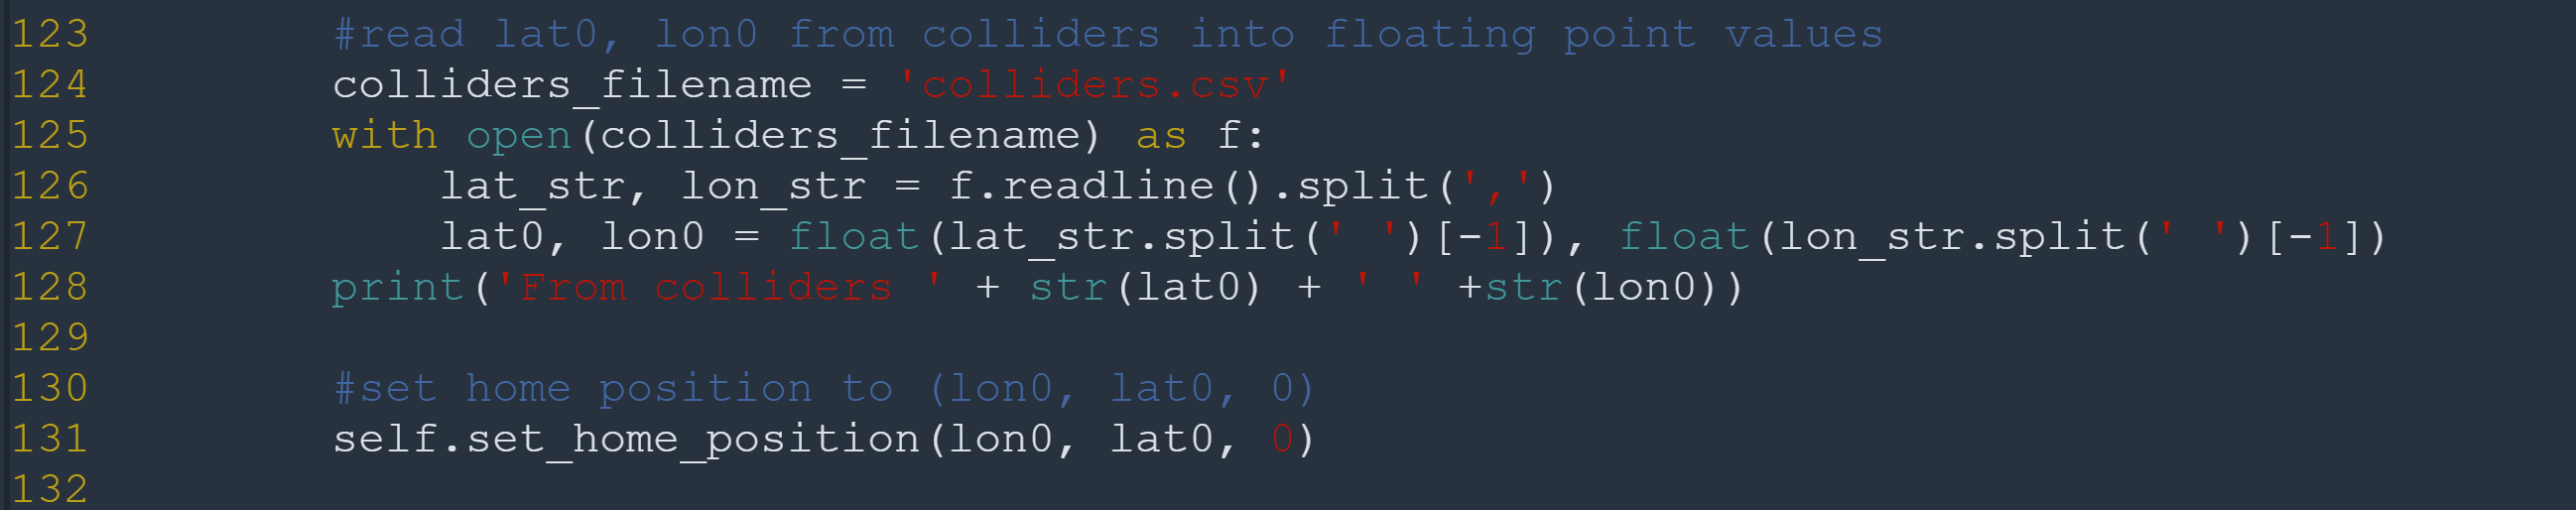 123 #read lat0, lon0 from colliders into floating point values
124 colliders_filename = 'colliders.csv'
125 with open(colliders_filename) as f:
126 lat_str, lon_str = f.readline().split(',')
127 lat0, lon0 = float(lat_str.split(' ')[-1]), float(lon_str.split(' ')[-1])
128 print('From colliders ' + str(lat0) + ' ' +str(lon0))
129
130 #set home position to (lon0, lat0, 0)
131 self.set_home_position(lon0, lat0, 0)
132